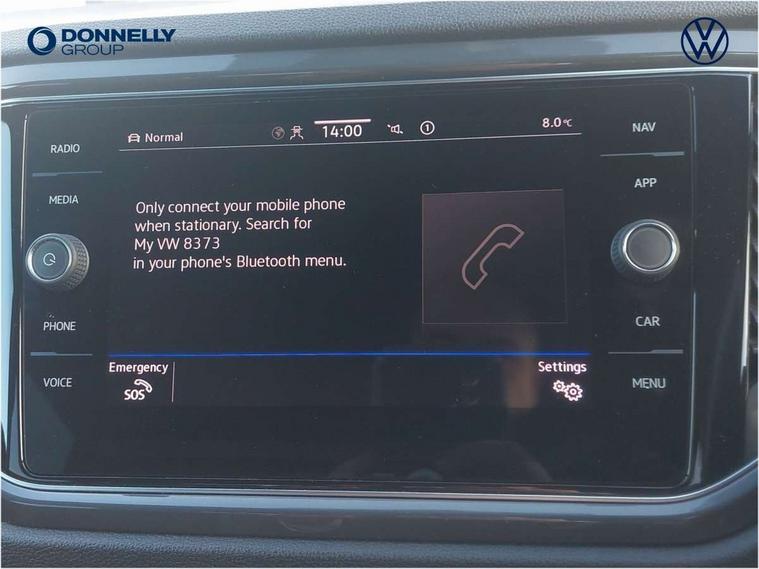 DONNELLY
GROUP
RADIO
MEDIA
PHONE
VOICE
Normal
14:00
1
8.0°C
Only connect your mobile phone
when stationary. Search for
My VW 8373
in your phone's Bluetooth menu.
Emergency
SOS
Settings
NAV
APP
CAR
MENU